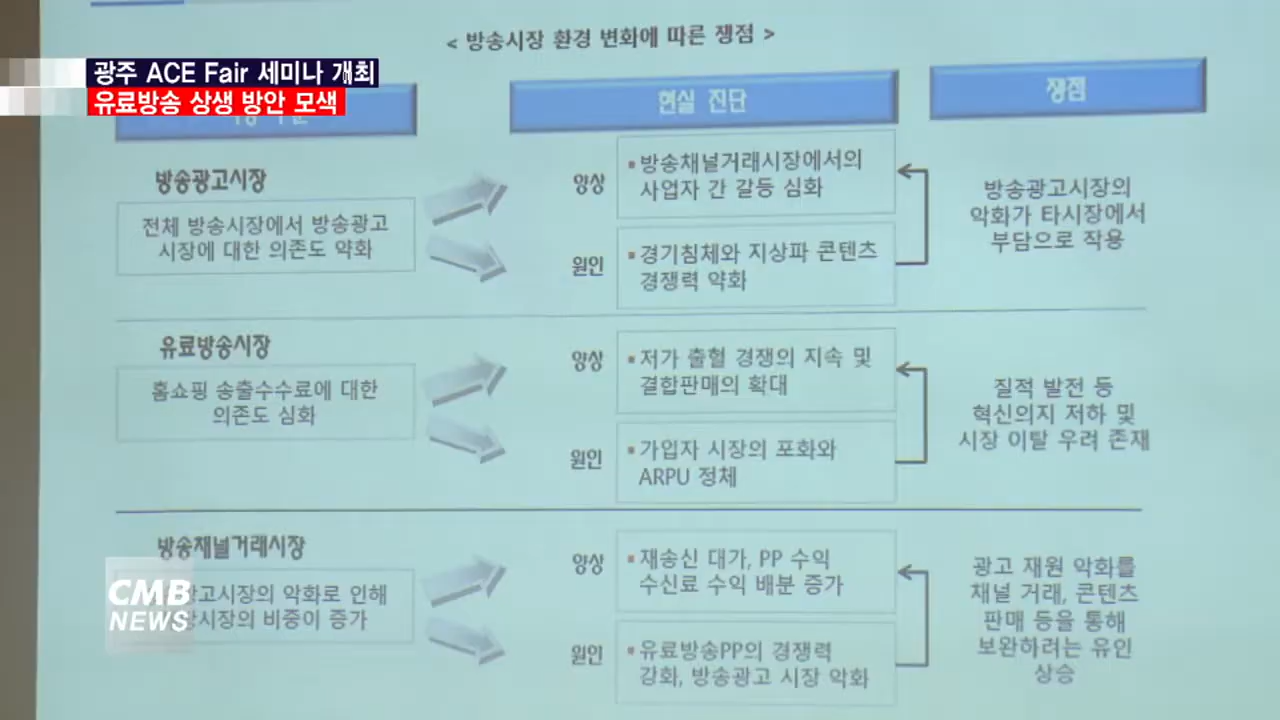 < 방송시장 환경 변화에 따른 쟁점 >
광주 ACE Fair 세미나 개최
유료방송 상생 방안 모색
현실 진단
쟁점
방송광고시장
전체 방송시장에서 방송광고
시장에 대한 의존도 약화
양상
▪방송채널거래시장에서의
사업자 간 갈등 심화
원인
▪경기침체와 지상파 콘텐츠
경쟁력 약화
방송광고시장의
악화가 타시장에서
부담으로 작용
유료방송시장
홈쇼핑 송출수수료에 대한
의존도 심화
양상
▪저가 출혈 경쟁의 지속 및
결합판매의 확대
원인
▪가입자 시장의 포화와
ARPU 정체
질적 발전 등
혁신의지 저하 및
시장 이탈 우려 존재
방송채널거래시장
악화로 인해
비중이 증가
양상
▪재송신 대가, PP 수익
수신료 수익 배분 증가
원인
▪유료방송PP의 경쟁력
강화, 방송광고 시장 악화
광고 재원 악화를
채널 거래, 콘텐츠
판매 등을 통해
보완하려는 유인
상승
CMB
NEWS